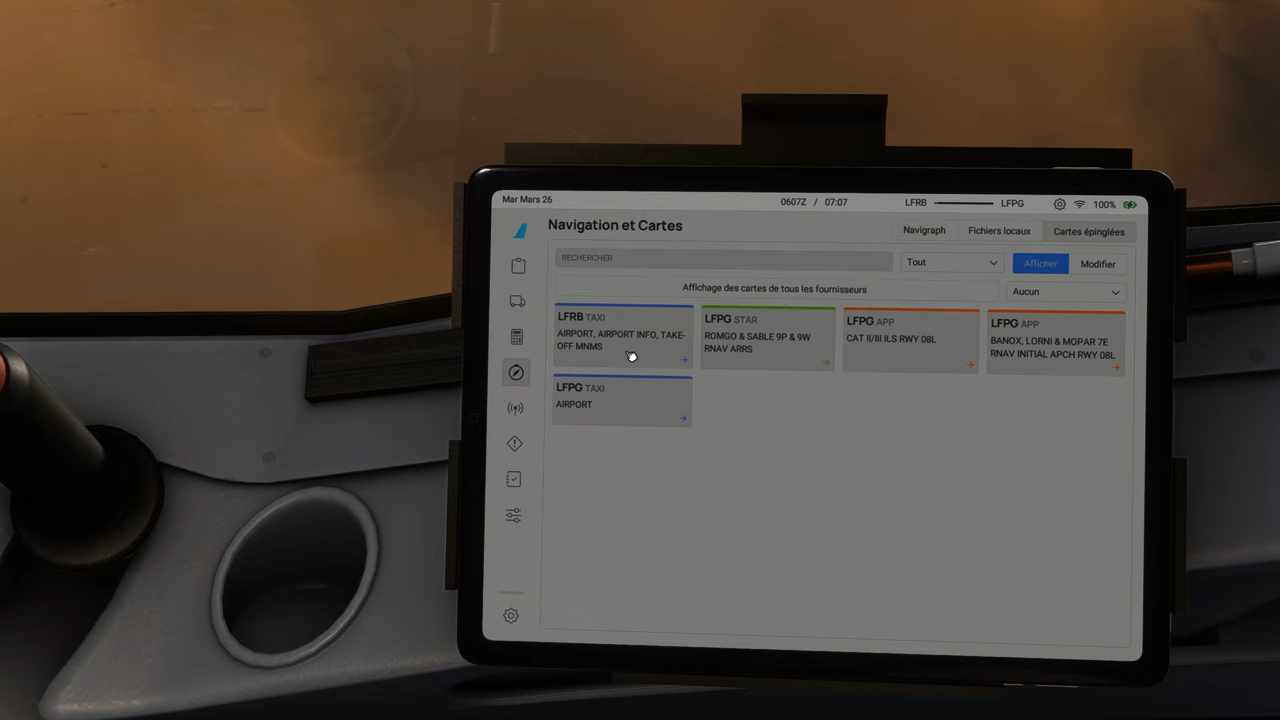 Mar Mars 26
0607Z / 07:07
LFRB LFPG
100%
Navigation et Cartes
Navigraph
Fichiers locaux
Cartes épinglées
RECHERCHER
Tout
Afficher
Modifier
Affichage des cartes de tous les fournisseurs
Aucun
LFRB TAXI
AIRPORT, AIRPORT INFO, TAKE-
OFF MNMS
LFPG STAR
ROMGO & SABLE 9P & 9W
RNAV ARRS
LFPG APP
CAT II/III ILS RWY 08L
LFPG APP
BANOX, LORNI & MOPAR 7E
RNAV INITIAL APCH RWY 08L
LFPG TAXI
AIRPORT